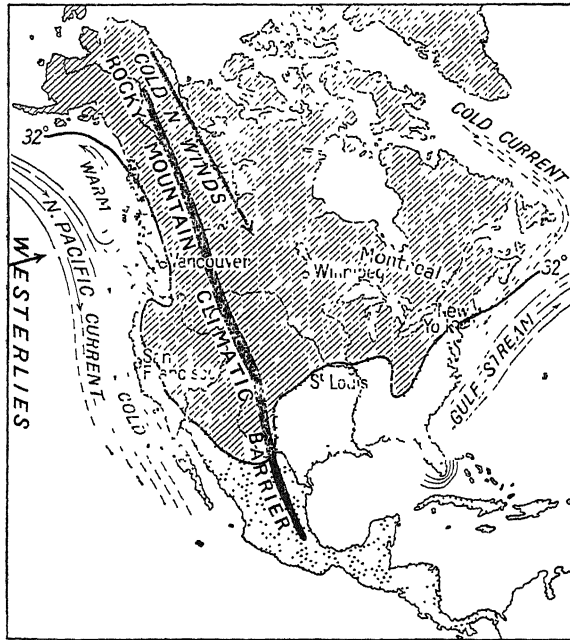 COLD N WINDS
ROCKY MOUNTAIN CLIMATIC BARRIER
COLD CURRENT
32°
WARM
N. PACIFIC CURRENT
WESTERLIES
Vancouver
Winnipeg
Montreal
32°
New
York
San
Francisco
St Louis
GULF STREAM
COLD